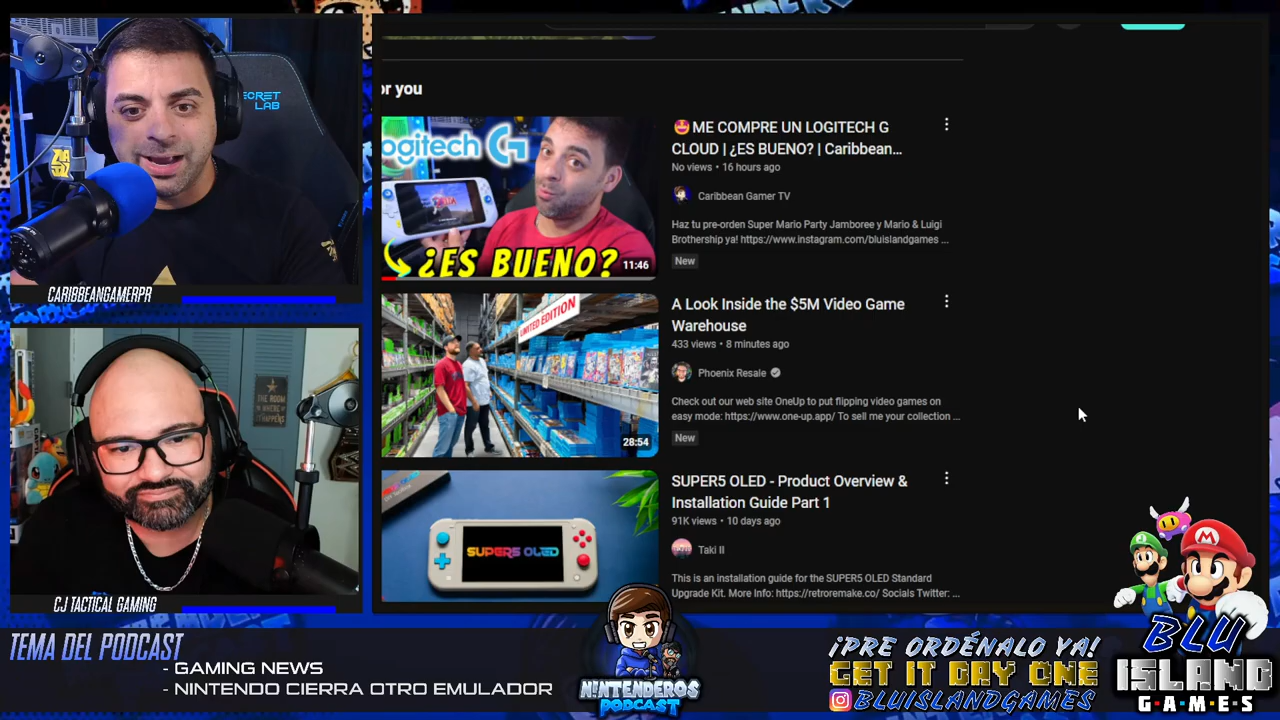 ECRET
LAB
CARIBBEANGAMERPR
THE
ROOM
WHERE
CJ TACTICAL GAMING
or you
ogitech G
¿ES BUENO?
11:46
🤩ME COMPRE UN LOGITECH G
CLOUD | ¿ES BUENO? | Caribbean...
No views • 16 hours ago
Caribbean Gamer TV
Haz tu pre-orden Super Mario Party Jamboree y Mario & Luigi
Brothership ya! https://www.instagram.com/bluislandgames ...
New
LIMITED EDITION
28:54
A Look Inside the $5M Video Game
Warehouse
433 views • 8 minutes ago
Phoenix Resale
Check out our web site OneUp to put flipping video games on
easy mode: https://www.one-up.app/ To sell me your collection ...
New
SUPER5 OLED
SUPER5 OLED - Product Overview &
Installation Guide Part 1
91K views • 10 days ago
Taki II
This is an installation guide for the SUPER5 OLED Standard
Upgrade Kit. More Info: https://retroremake.co/ Socials Twitter: ...
TEMA DEL PODCAST
- GAMING NEWS
- NINTENDO CIERRA OTRO EMULADOR
NINTENDEROS
PODCAST
¡PRE ORDÉNALO YA!
GET IT DAY ONE
BLUISLANDGAMES
BLU
ISLAND
G·A·M·E·S